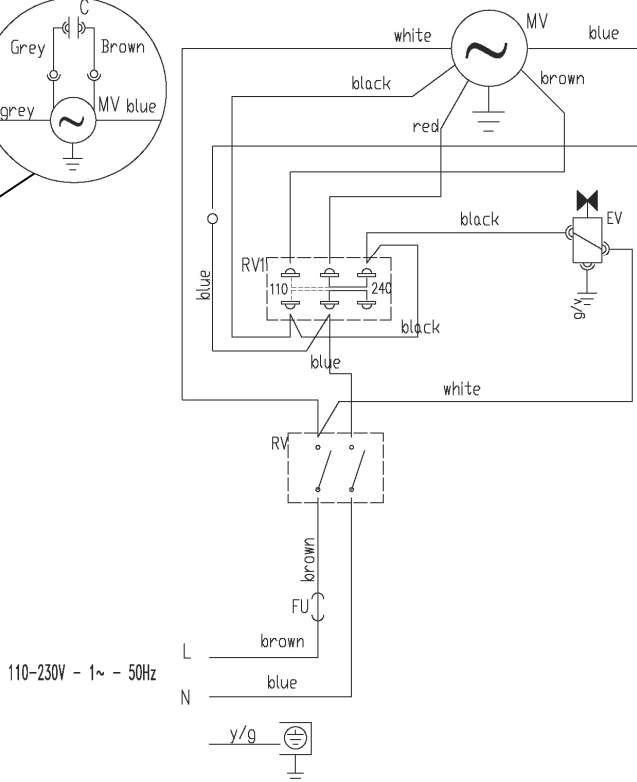 C
Grey
Brown
grey
MV
blue
white
MV
blue
black
brown
red
black
EV
RV1
110
240
blue
black
g/y
blue
white
RV
brown
FU
L
brown
110-230V - 1~ - 50Hz
N
blue
y/g